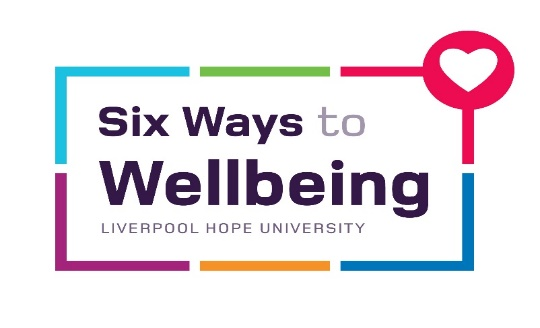 Six Ways to
Wellbeing
LIVERPOOL HOPE UNIVERSITY